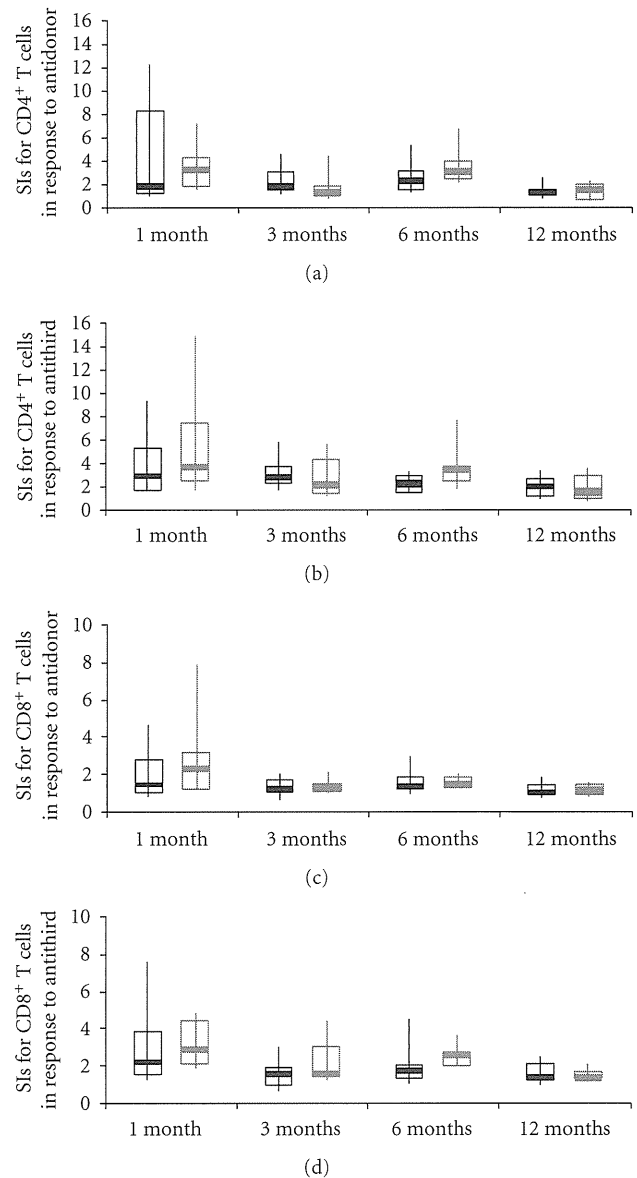 SIs for CD4+ T cells
in response to antidonor
16
14
12
10
8
6
4
2
0
1 month 3 months 6 months 12 months
(a)
SIs for CD4+ T cells
in response to antithird
16
14
12
10
8
6
4
2
0
1 month 3 months 6 months 12 months
(b)
SIs for CD8+ T cells
in response to antidonor
10
8
6
4
2
0
1 month 3 months 6 months 12 months
(c)
SIs for CD8+ T cells
in response to antithird
10
8
6
4
2
0
1 month 3 months 6 months 12 months
(d)